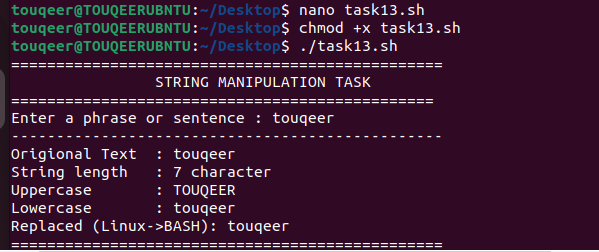 touqeer@TOUQEERUBNTU:~/Desktop$ nano task13.sh
touqeer@TOUQEERUBNTU:~/Desktop$ chmod +x task13.sh
touqeer@TOUQEERUBNTU:~/Desktop$ ./task13.sh
================================================
STRING MANIPULATION TASK
===============================================
Enter a phrase or sentence : touqeer
------------------------------------------------
Origional Text  : touqeer
String length   : 7 character
Uppercase       : TOUQEER
Lowercase       : touqeer
Replaced (Linux->BASH): touqeer
================================================